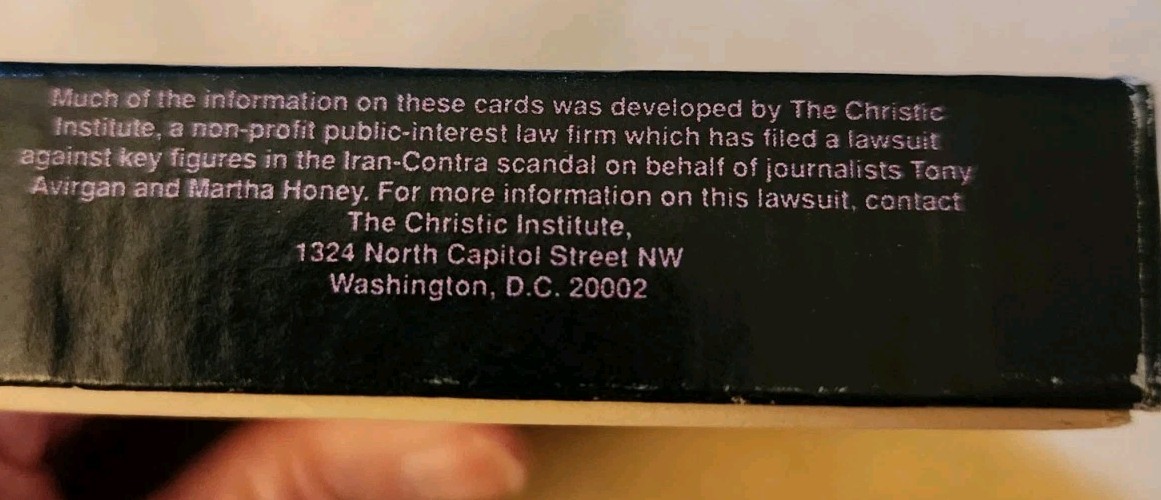 Much of the information on these cards was developed by The Christic
Institute, a non-profit public-interest law firm which has filed a lawsuit
against key figures in the Iran-Contra scandal on behalf of journalists Tony
Avirgan and Martha Honey. For more information on this lawsuit, contact
The Christic Institute,
1324 North Capitol Street NW
Washington, D.C. 20002